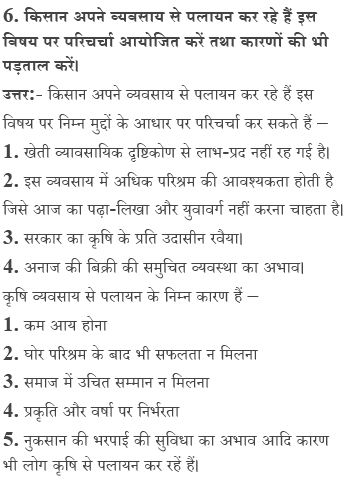 6. किसान अपने व्यवसाय से पलायन कर रहे हैं इस
विषय पर परिचर्चा आयोजित करें तथा कारणों की भी
पड़ताल करें।
उत्तर:- किसान अपने व्यवसाय से पलायन कर रहे हैं इस
विषय पर निम्न मुद्दों के आधार पर परिचर्चा कर सकते हैं –
1. खेती व्यावसायिक दृष्टिकोण से लाभ-प्रद नहीं रह गई है।
2. इस व्यवसाय में अधिक परिश्रम की आवश्यकता होती है
जिसे आज का पढ़ा-लिखा और युवावर्ग नहीं करना चाहता है।
3. सरकार का कृषि के प्रति उदासीन रवैया।
4. अनाज की बिक्री की समुचित व्यवस्था का अभाव।
कृषि व्यवसाय से पलायन के निम्न कारण हैं –
1. कम आय होना
2. घोर परिश्रम के बाद भी सफलता न मिलना
3. समाज में उचित सम्मान न मिलना
4. प्रकृति और वर्षा पर निर्भरता
5. नुकसान की भरपाई की सुविधा का अभाव आदि कारण
भी लोग कृषि से पलायन कर रहें हैं।